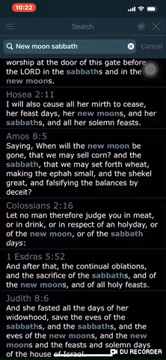 10:22
Search
New moon sabbath
Cancel
worship at the door of this gate before
the LORD in the sabbaths and in the
new moons.
Hosea 2:11
I will also cause all her mirth to cease,
her feast days, her new moons, and her
sabbaths, and all her solemn feasts.
Amos 8:5
Saying, When will the new moon be
gone, that we may sell corn? and the
sabbath, that we may set forth wheat,
making the ephah small, and the shekel
great, and falsifying the balances by
deceit?
Colossians 2:16
Let no man therefore judge you in meat,
or in drink, or in respect of an holyday, or
of the new moon, or of the sabbath
days:
1 Esdras 5:52
And after that, the continual oblations,
and the sacrifice of the sabbaths, and of
the new moons, and of all holy feasts.
Judith 8:6
And she fasted all the days of her
widowhood, save the eves of the
sabbaths, and the sabbaths, and the
eves of the new moons, and the new
moons and the feasts and solemn days
of the house of Israel
DU RECORDER